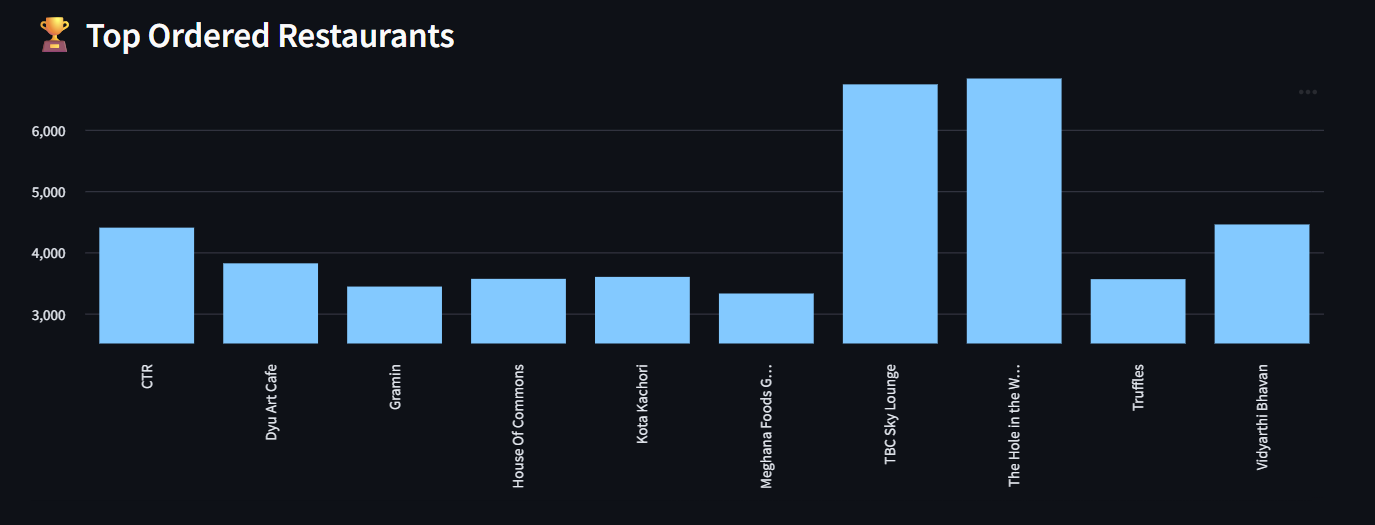 🏆 Top Ordered Restaurants
6,000
5,000
4,000
3,000
CTR
Dyu Art Cafe
Gramin
House Of Commons
Kota Kachori
Meghana Foods G…
TBC Sky Lounge
The Hole in the W…
Truffles
Vidyarthi Bhavan